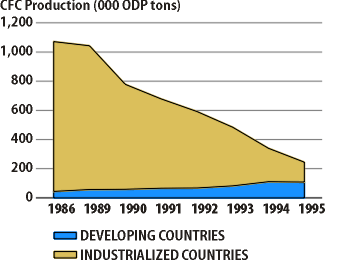 CFC Production (000 ODP tons)
1,200
1,000
800
600
400
200
0
1986 1989 1990 1991 1992 1993 1994 1995
DEVELOPING COUNTRIES
INDUSTRIALIZED COUNTRIES